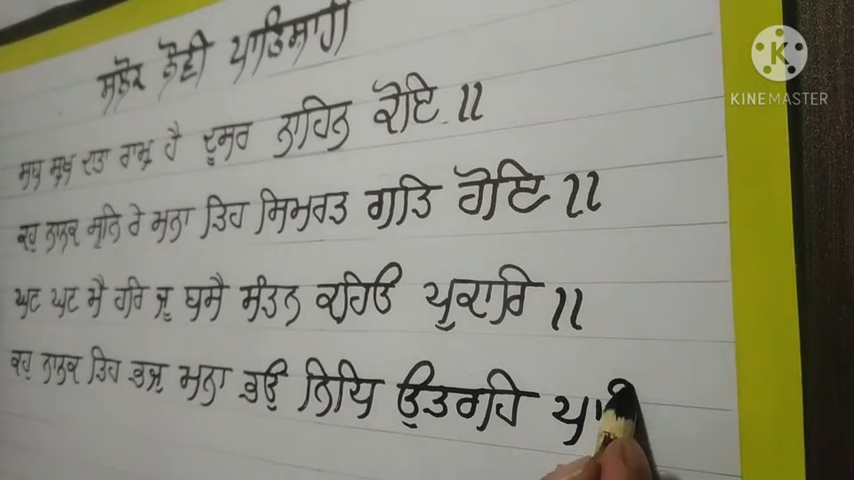 ਸਲੋਕ ਨੌਵੀ ਪਾਤਿਸਾਹੀ
ਸਭ ਸੁਖ ਦਾਤਾ ਰਾਮੁ ਹੈ ਦੂਸਰ ਨਾਹਿਨ ਕੋਇ ॥
ਕਹੁ ਨਾਨਕ ਸੁਨਿ ਰੇ ਮਨਾ ਤਿਹ ਸਿਮਰਤ ਗਤਿ ਹੋਇ ॥
ਘਟ ਘਟ ਮੈ ਹਰਿ ਜੂ ਬਸੈ ਸੰਤਨ ਕਹਿਓ ਪੁਕਾਰਿ ॥
ਕਹੁ ਨਾਨਕ ਤਿਹ ਭਜੁ ਮਨਾ ਭਉ ਨਿਧਿ ਉਤਰਹਿ
KINEMASTER